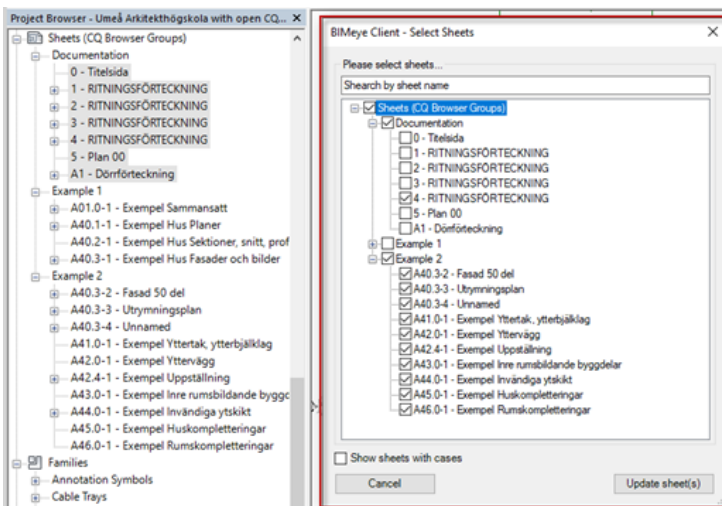 Project Browser - Umeå Arkitekthögskola with open CQ...
Sheets (CQ Browser Groups)
Documentation
0 - Titelsida
1 - RITNINGSFÖRTECKNING
2 - RITNINGSFÖRTECKNING
3 - RITNINGSFÖRTECKNING
4 - RITNINGSFÖRTECKNING
5 - Plan 00
A1 - Dörrförteckning
Example 1
A01.0-1 - Exempel Sammansatt
A40.1-1 - Exempel Hus Planer
A40.2-1 - Exempel Hus Sektioner, snitt, prof
A40.3-1 - Exempel Hus Fasader och bilder
Example 2
A40.3-2 - Fasad 50 del
A40.3-3 - Utrymningsplan
A40.3-4 - Unnamed
A41.0-1 - Exempel Yttertak, ytterbjälklag
A42.0-1 - Exempel Yttervägg
A42.4-1 - Exempel Uppställning
A43.0-1 - Exempel Inre rumsbildande byggd
A44.0-1 - Exempel Invändiga ytskikt
A45.0-1 - Exempel Huskompletteringar
A46.0-1 - Exempel Rumskompletteringar
Families
Annotation Symbols
Cable Trays
BIMeye Client - Select Sheets
Please select sheets...
Shearch by sheet name
Sheets (CQ Browser Groups)
Documentation
0 - Titelsida
1 - RITNINGSFÖRTECKNING
2 - RITNINGSFÖRTECKNING
3 - RITNINGSFÖRTECKNING
4 - RITNINGSFÖRTECKNING
5 - Plan 00
A1 - Dörrförteckning
Example 1
Example 2
A40.3-2 - Fasad 50 del
A40.3-3 - Utrymningsplan
A40.3-4 - Unnamed
A41.0-1 - Exempel Yttertak, ytterbjälklag
A42.0-1 - Exempel Yttervägg
A42.4-1 - Exempel Uppställning
A43.0-1 - Exempel Inre rumsbildande byggdelar
A44.0-1 - Exempel Invändiga ytskikt
A45.0-1 - Exempel Huskompletteringar
A46.0-1 - Exempel Rumskompletteringar
Show sheets with cases
Cancel
Update sheet(s)